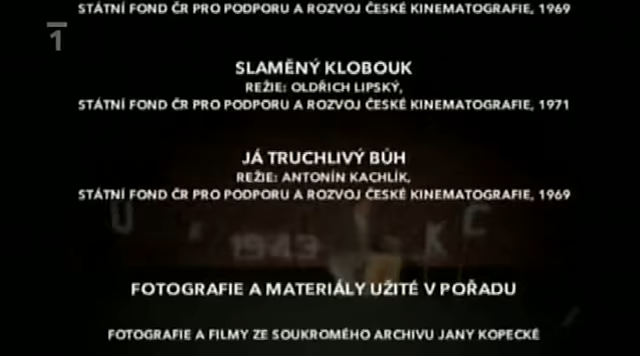 STÁTNÍ FOND ČR PRO PODPORU A ROZVOJ ČESKÉ KINEMATOGRAFIE, 1969
1
SLAMĚNÝ KLOBOUK
REŽIE: OLDŘICH LIPSKÝ,
STÁTNÍ FOND ČR PRO PODPORU A ROZVOJ ČESKÉ KINEMATOGRAFIE, 1971
JÁ TRUCHLIVÝ BŮH
REŽIE: ANTONÍN KACHLÍK,
STÁTNÍ FOND ČR PRO PODPORU A ROZVOJ ČESKÉ KINEMATOGRAFIE, 1969
1943
K C
FOTOGRAFIE A MATERIÁLY UŽITÉ V POŘADU
FOTOGRAFIE A FILMY ZE SOUKROMÉHO ARCHIVU JANY KOPECKÉ